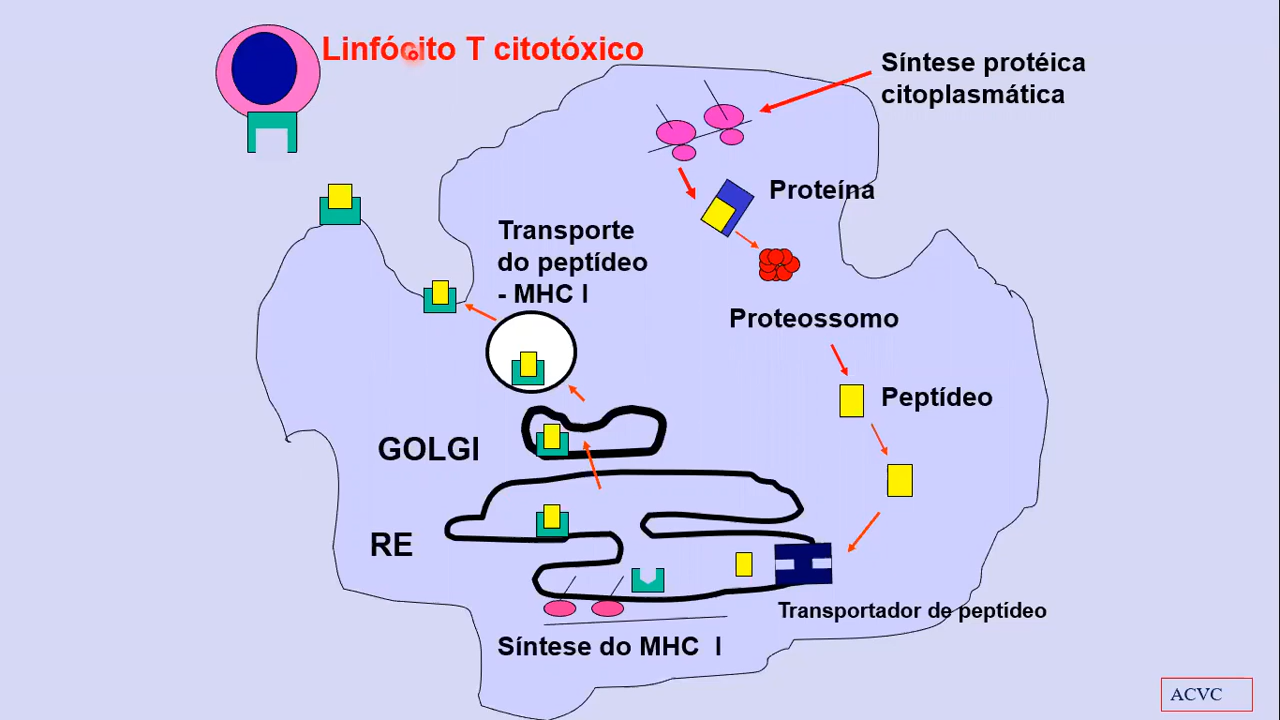 Linfócito T citotóxico
Síntese protéica
citoplasmática
Proteína
Transporte
do peptídeo
- MHC I
Proteossomo
Peptídeo
GOLGI
RE
Transportador de peptídeo
Síntese do MHC I
ACVC